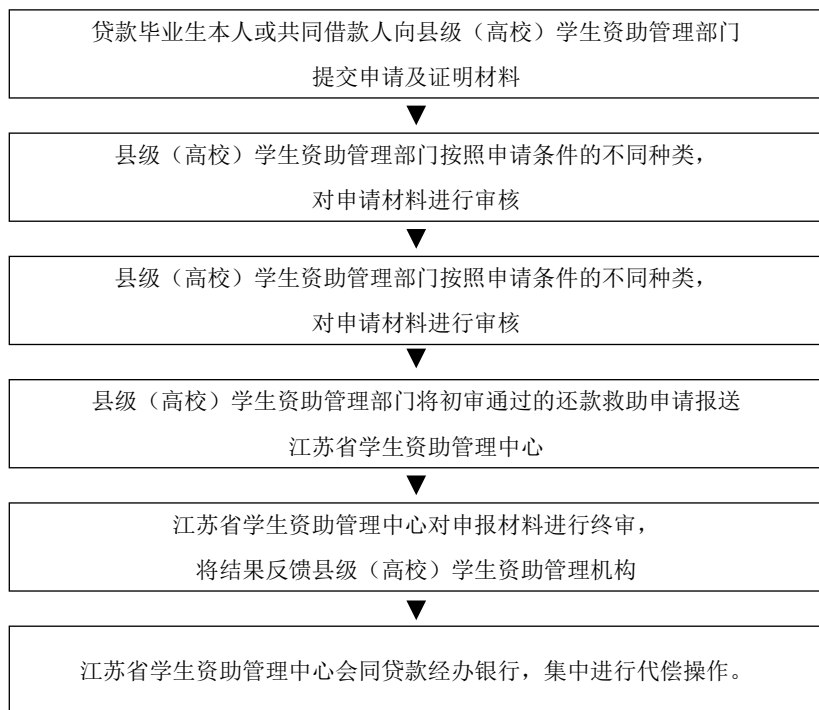 贷款毕业生本人或共同借款人向县级（高校）学生资助管理部门
提交申请及证明材料
县级（高校）学生资助管理部门按照申请条件的不同种类，
对申请材料进行审核
县级（高校）学生资助管理部门按照申请条件的不同种类，
对申请材料进行审核
县级（高校）学生资助管理部门将初审通过的还款救助申请报送
江苏省学生资助管理中心
江苏省学生资助管理中心对申报材料进行终审，
将结果反馈县级（高校）学生资助管理机构
江苏省学生资助管理中心会同贷款经办银行，集中进行代偿操作。